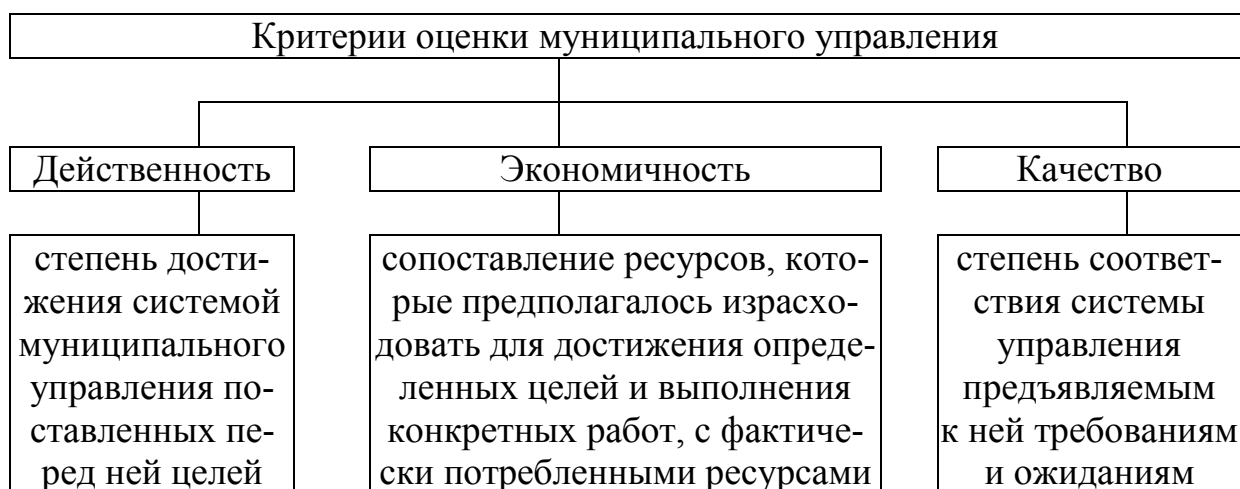 Критерии оценки муниципального управления
Действенность
Экономичность
Качество
степень дости-
жения системой
муниципального
управления по-
ставленных пе-
ред ней целей
сопоставление ресурсов, кото-
рые предполагалось израсхо-
довать для достижения опреде-
ленных целей и выполнения
конкретных работ, с фактиче-
ски потребленными ресурсами
степень соответ-
ствия системы
управления
предъявляемым
к ней требованиям
и ожиданиям